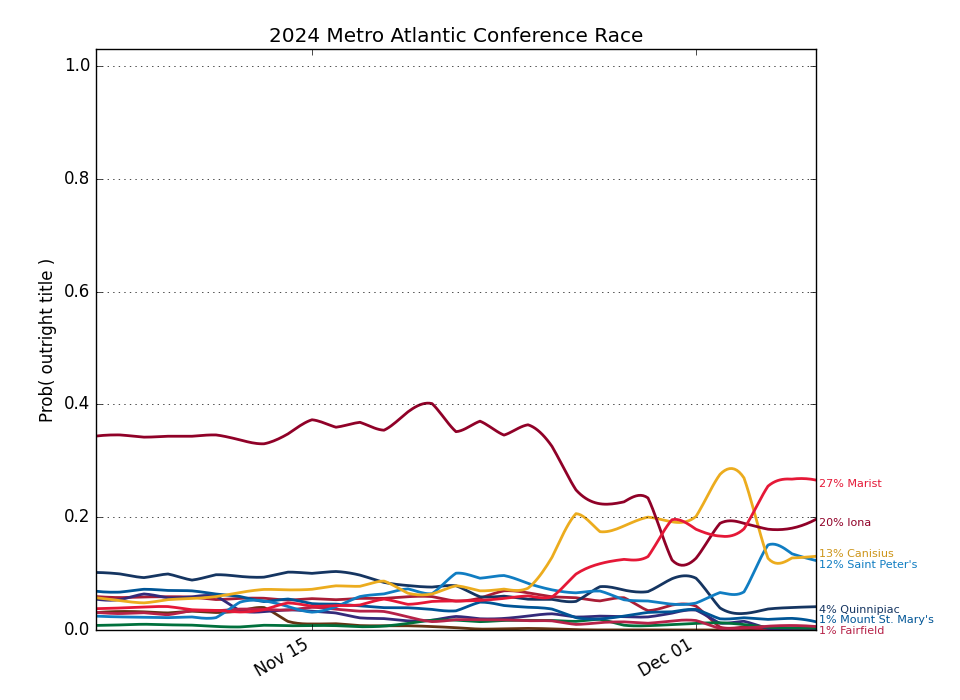 2024 Metro Atlantic Conference Race
Prob( outright title )
1.0
0.8
0.6
0.4
0.2
0.0
Nov 15
Dec 01
27% Marist
20% Iona
13% Canisius
12% Saint Peter's
4% Quinnipiac
1% Mount St. Mary's
1% Fairfield